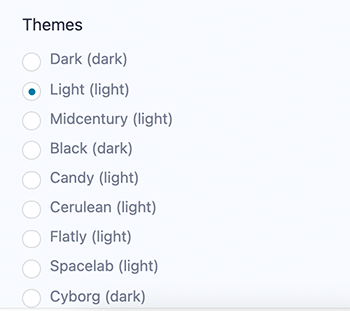 Themes
Dark (dark)
Light (light)
Midcentury (light)
Black (dark)
Candy (light)
Cerulean (light)
Flatly (light)
Spacelab (light)
Cyborg (dark)